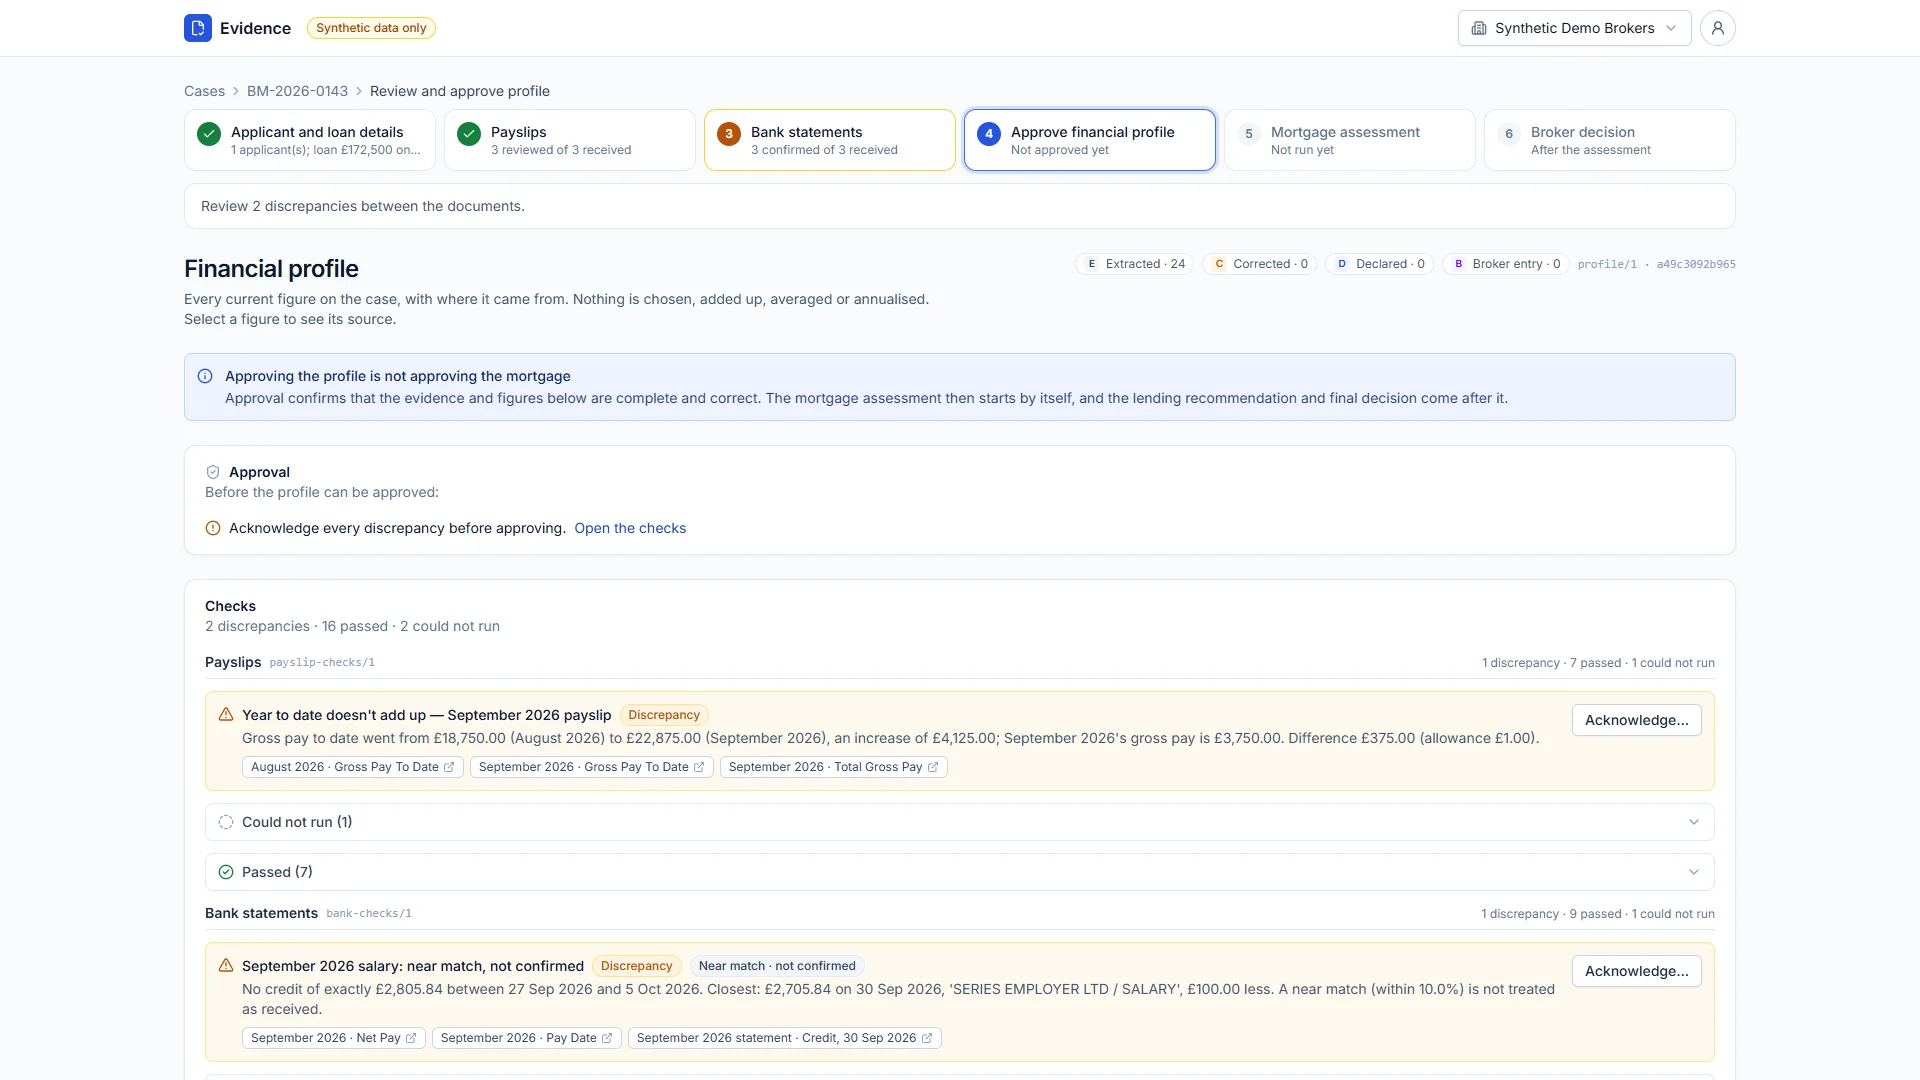 Evidence
Synthetic data only
Synthetic Demo Brokers
Cases > BM-2026-0143 > Review and approve profile
Applicant and loan details
1 applicant(s); loan £172,500 on...
Payslips
3 reviewed of 3 received
3
Bank statements
3 confirmed of 3 received
4
Approve financial profile
Not approved yet
5
Mortgage assessment
Not run yet
6
Broker decision
After the assessment
Review 2 discrepancies between the documents.
Financial profile
E Extracted · 24
C Corrected · 0
D Declared · 0
B Broker entry · 0
profile/1 · a49c3092b965
Every current figure on the case, with where it came from. Nothing is chosen, added up, averaged or annualised.
Select a figure to see its source.
Approving the profile is not approving the mortgage
Approval confirms that the evidence and figures below are complete and correct. The mortgage assessment then starts by itself, and the lending recommendation and final decision come after it.
Approval
Before the profile can be approved:
Acknowledge every discrepancy before approving. Open the checks
Checks
2 discrepancies · 16 passed · 2 could not run
Payslips payslip-checks/1
1 discrepancy · 7 passed · 1 could not run
Year to date doesn't add up — September 2026 payslip Discrepancy
Acknowledge...
Gross pay to date went from £18,750.00 (August 2026) to £22,875.00 (September 2026), an increase of £4,125.00; September 2026's gross pay is £3,750.00. Difference £375.00 (allowance £1.00).
August 2026 · Gross Pay To Date
September 2026 · Gross Pay To Date
September 2026 · Total Gross Pay
Could not run (1)
Passed (7)
Bank statements bank-checks/1
1 discrepancy · 9 passed · 1 could not run
September 2026 salary: near match, not confirmed Discrepancy Near match · not confirmed
Acknowledge...
No credit of exactly £2,805.84 between 27 Sep 2026 and 5 Oct 2026. Closest: £2,705.84 on 30 Sep 2026, 'SERIES EMPLOYER LTD / SALARY', £100.00 less. A near match (within 10.0%) is not treated
as received.
September 2026 · Net Pay
September 2026 · Pay Date
September 2026 statement · Credit, 30 Sep 2026